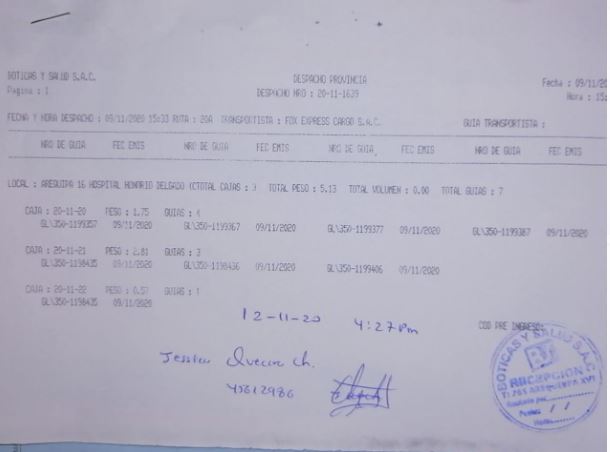 BOTICAS Y SALUD S.A.C. DESPACHO PROVINCIA Fecha : 09/11/20
Pagina : 1 DESPACHO NRO : 20-11-1639 Hora : 15:
FECHA Y HORA DESPACHO : 09/11/2020 15:33 RUTA : 20A TRANSPORTISTA : FOX EXPRESS CARGO S.A.C. GUIA TRANSPORTISTA :
NRO DE GUIA FEC EMIS NRO DE GUIA FEC EMIS NRO DE GUIA FEC EMIS NRO DE GUIA FEC EMIS
LOCAL : AREQUIPA 16 HOSPITAL HONORIO DELGADO (CTOTAL CAJAS : 3 TOTAL PESO : 5.13 TOTAL VOLUMEN : 0.00 TOTAL GUIAS : 7
CAJA : 20-11-20 PESO : 1.75 GUIAS : 4
GL\350-1199357 09/11/2020 GL\350-1199367 09/11/2020 GL\350-1199377 09/11/2020 GL\350-1199387 09/11/2020
CAJA : 20-11-21 PESO : 2.81 GUIAS : 3
GL\350-1198435 09/11/2020 GL\350-1198436 09/11/2020 GL\350-1199406 09/11/2020
CAJA : 20-11-22 PESO : 0.57 GUIAS : 1
GL\350-1198435 09/11/2020
12-11-20 4:27 Pm
COD PRE INGRESO:
Jessica Ch.
45612986
BOTICAS Y SALUD S.A.C.
RECEPCION
AREQUIPA XVI
Fecha: / /